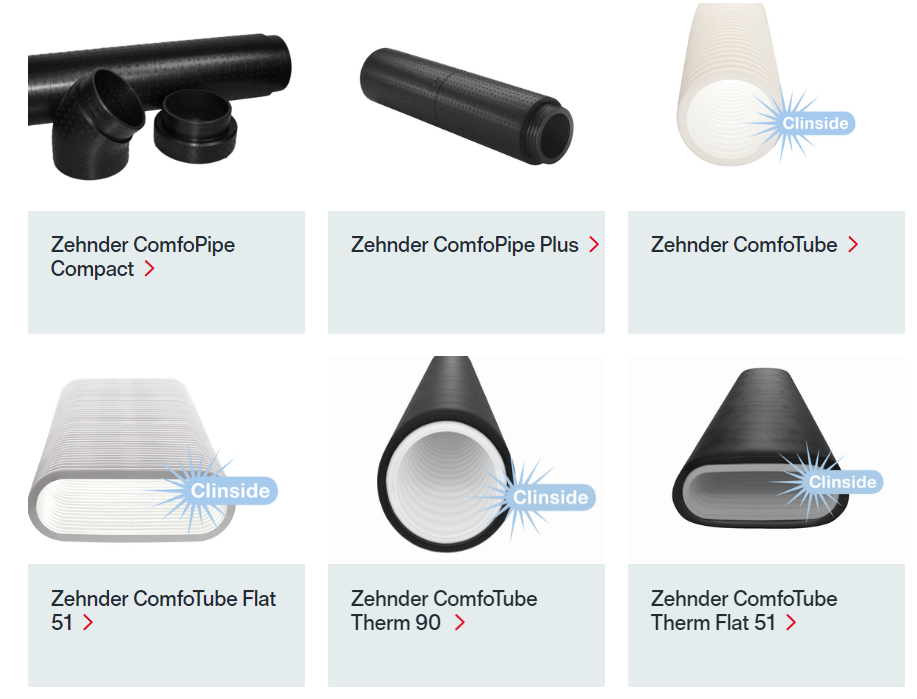 Clinside
Zehnder ComfoPipe
Compact
Zehnder ComfoPipe Plus
Zehnder ComfoTube
Clinside
Clinside
Clinside
Zehnder ComfoTube Flat
51
Zehnder ComfoTube
Therm 90
Zehnder ComfoTube
Therm Flat 51